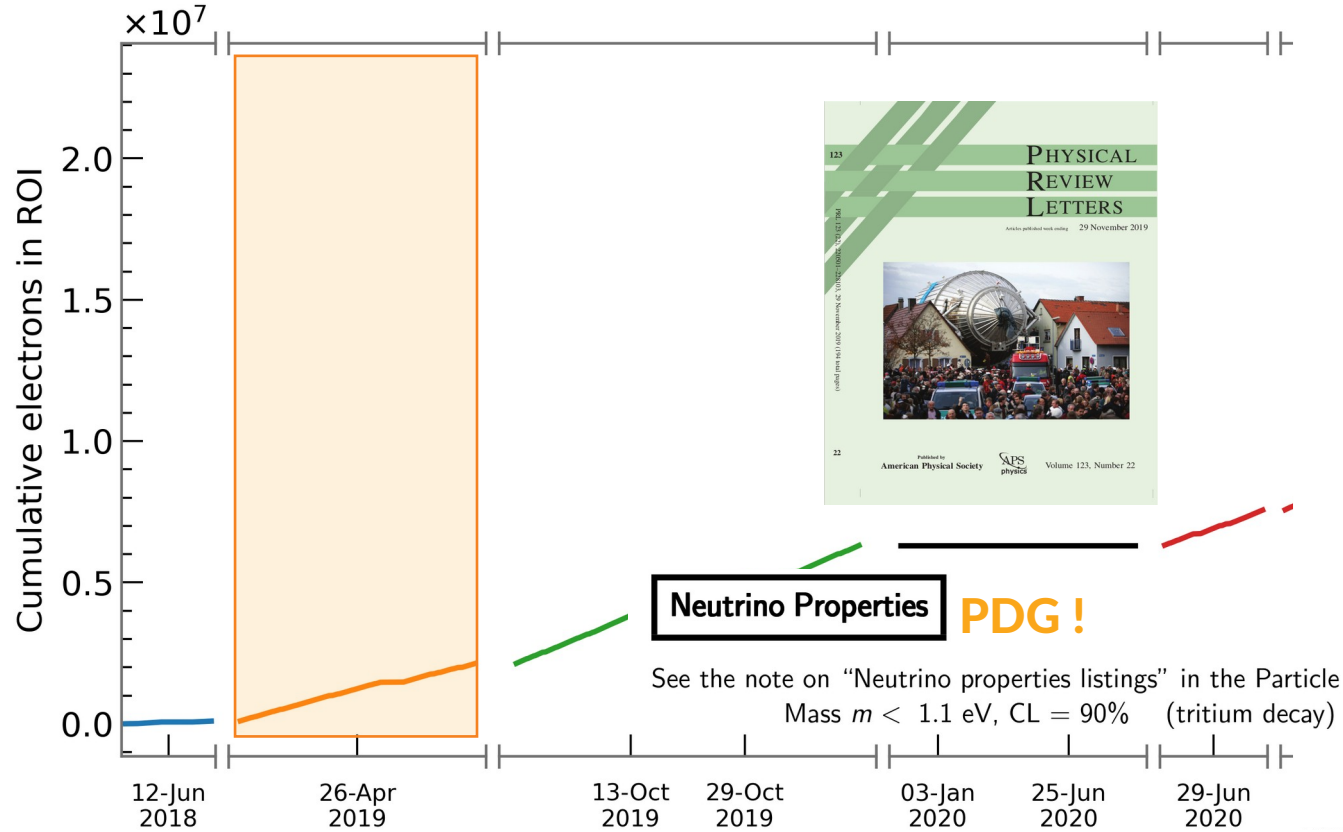 ×10⁷
Cumulative electrons in ROI
2.0
1.5
1.0
0.5
0.0
123
PHYSICAL
REVIEW
LETTERS
Articles published week ending 29 November 2019
22
Published by
American Physical Society
APS
physics
Volume 123, Number 22
Neutrino Properties
PDG !
See the note on “Neutrino properties listings” in the Particle
Mass m < 1.1 eV, CL = 90% (tritium decay)
12-Jun
2018
26-Apr
2019
13-Oct
2019
29-Oct
2019
03-Jan
2020
25-Jun
2020
29-Jun
2020